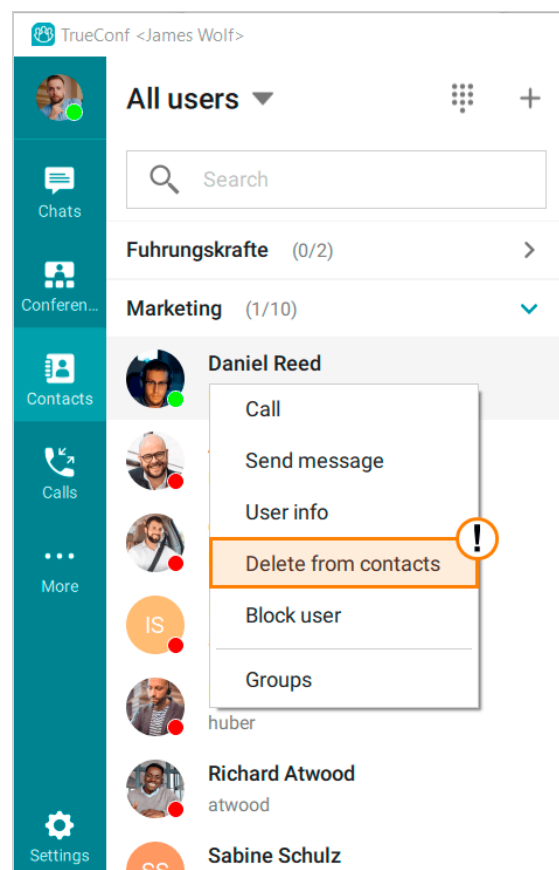 TrueConf <James Wolf>
All users
Search
Chats
Fuhrungskrafte (0/2)
Conferen...
Marketing (1/10)
Contacts
Daniel Reed
Call
Send message
Calls
User info
!
Delete from contacts
More
Block user
IS
Groups
huber
Richard Atwood
atwood
Settings
Sabine Schulz